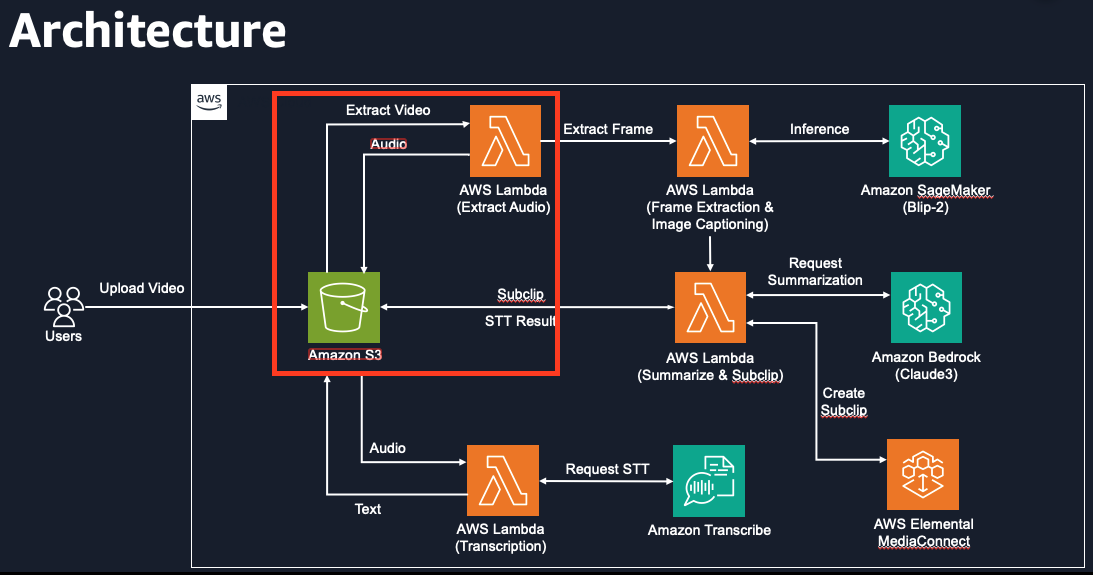 Architecture
aws
Extract Video
Audio
AWS Lambda
(Extract Audio)
Extract Frame
AWS Lambda
(Frame Extraction &
Image Captioning)
Inference
Amazon SageMaker
(Blip-2)
Upload Video
Users
Amazon S3
Subclip
STT Result
AWS Lambda
(Summarize & Subclip)
Request
Summarization
Amazon Bedrock
(Claude3)
Create
Subclip
Audio
Text
AWS Lambda
(Transcription)
Request STT
Amazon Transcribe
AWS Elemental
MediaConnect